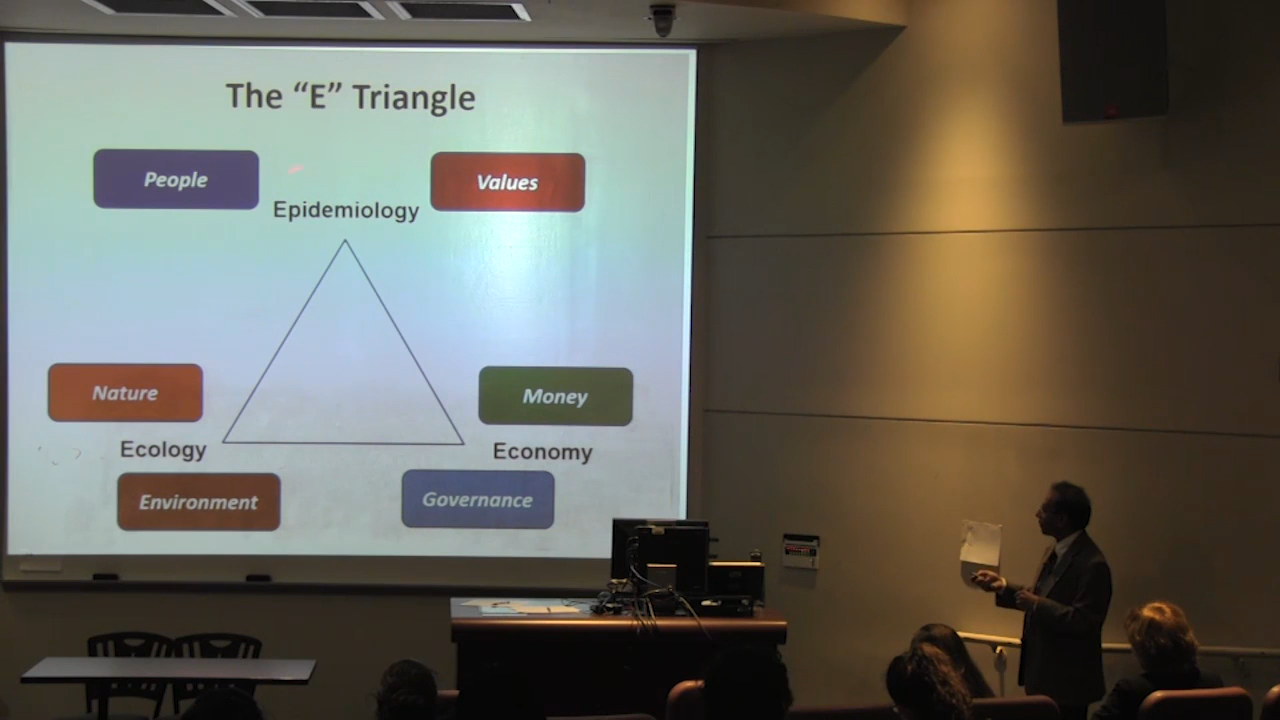 The “E” Triangle
People
Values
Epidemiology
Nature
Money
Ecology
Economy
Environment
Governance